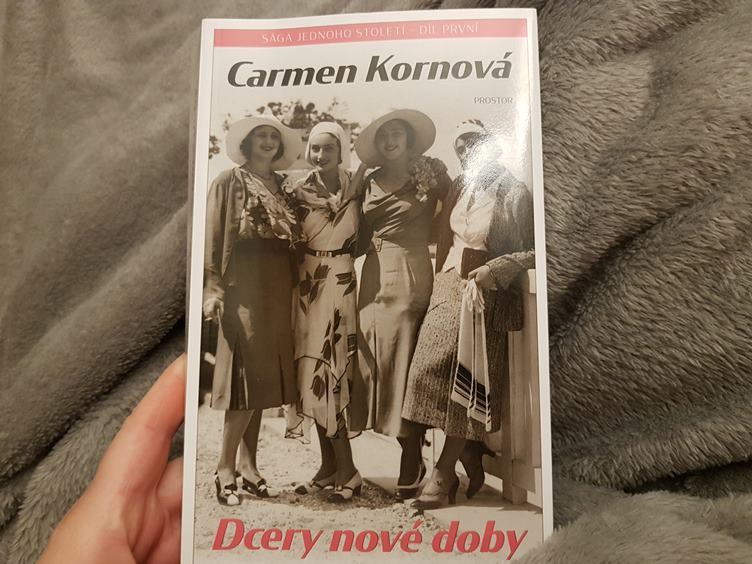 SÁGA JEDNOHO STOLETÍ - DÍL PRVNÍ
Carmen Kornová
PROSTOR
Dcery nové doby